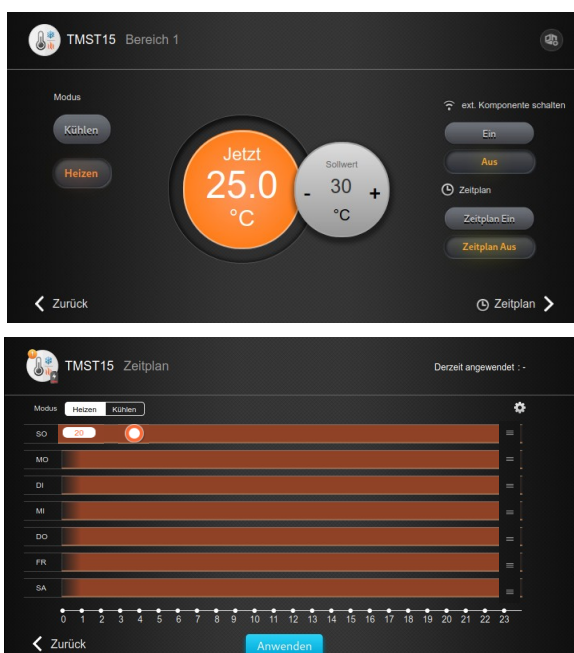 TMST15 Bereich 1
Modus
Kühlen
Heizen
Jetzt
25.0
°C
Sollwert
- 30 +
°C
ext. Komponente schalten
Ein
Aus
Zeitplan
Zeitplan Ein
Zeitplan Aus
Zurück
Zeitplan
TMST15 Zeitplan
Derzeit angewendet : -
Modus Heizen Kühlen
SO 20
MO
DI
MI
DO
FR
SA
0 1 2 3 4 5 6 7 8 9 10 11 12 13 14 15 16 17 18 19 20 21 22 23
Zurück
Anwenden